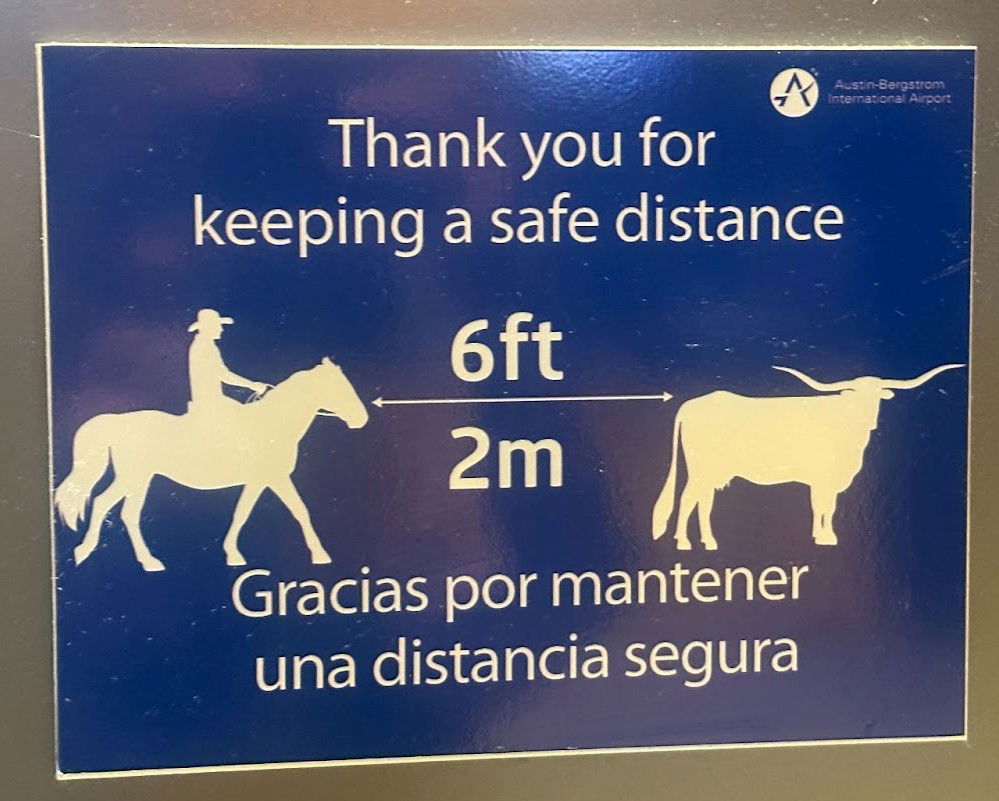 Austin-Bergstrom
International Airport
Thank you for
keeping a safe distance
6ft
2m
Gracias por mantener
una distancia segura